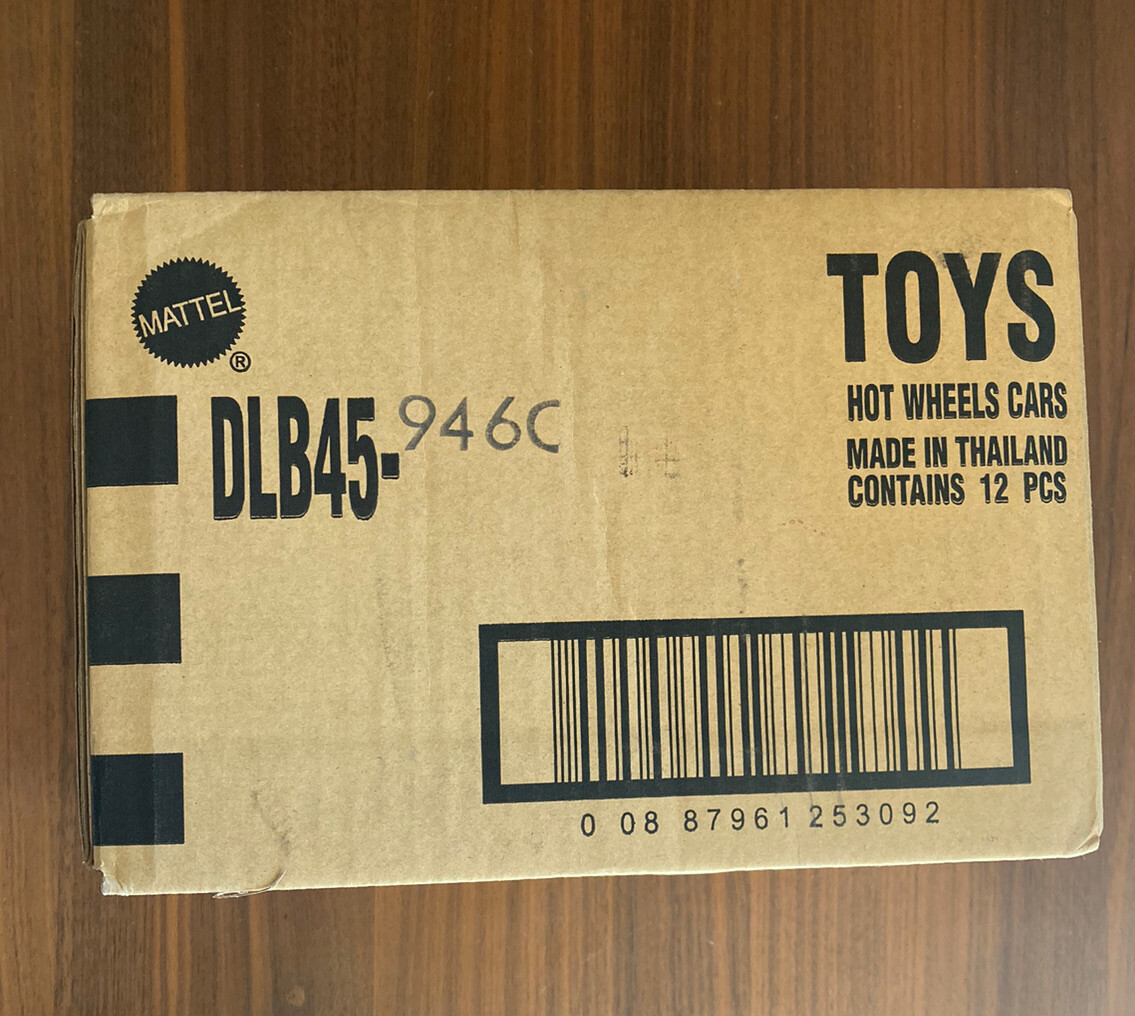 MATTEL
®
TOYS
HOT WHEELS CARS
MADE IN THAILAND
CONTAINS 12 PCS
DLB45-946C
0 08 87961 253092